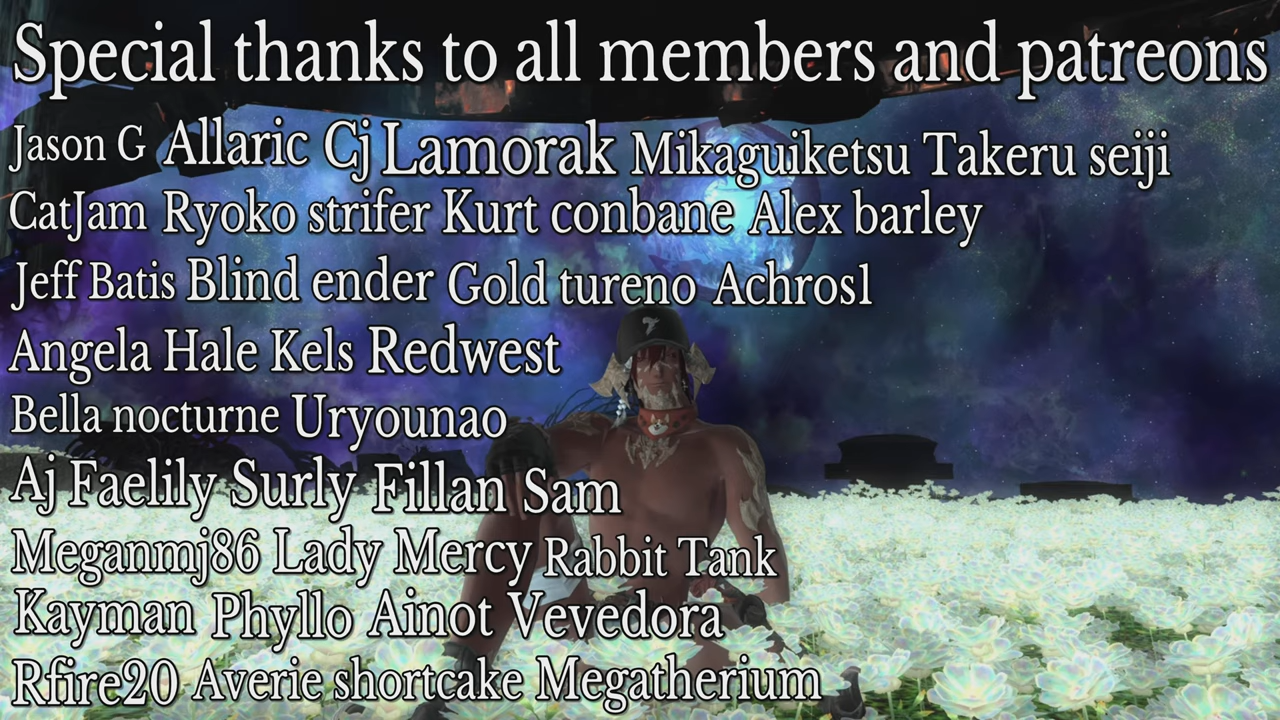 Special thanks to all members and patreons
Jason G Allaric Cj Lamorak Mikaguiketsu Takeru seiji
CatJam Ryoko strifer Kurt conbane Alex barley
Jeff Batis Blind ender Gold tureno Achros1
Angela Hale Kels Redwest
Bella nocturne Uryounao
Aj Faelily Surly Fillan Sam
Meganmj86 Lady Mercy Rabbit Tank
Kayman Phyllo Ainot Vevedora
Rfire20 Averie shortcake Megatherium